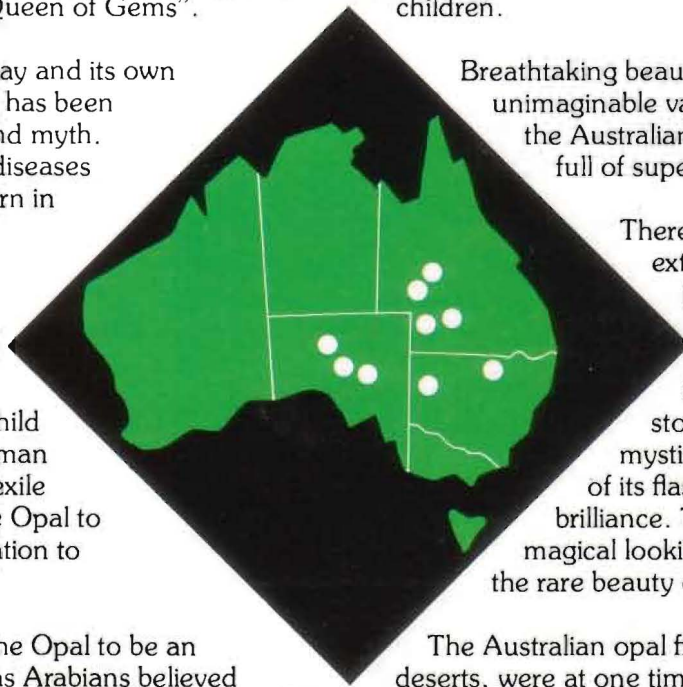 Queen of Gems".
ay and its own
has been
nd myth.
diseases
rn in
hild
man
exile
e Opal to
ation to
he Opal to be an
ns Arabians believed
children.
Breathtaking beau
unimaginable va
the Australian
full of supe
There
ext
sto
mysti
of its flas
brilliance. T
magical looki
the rare beauty
The Australian opal f
deserts, were at one tim